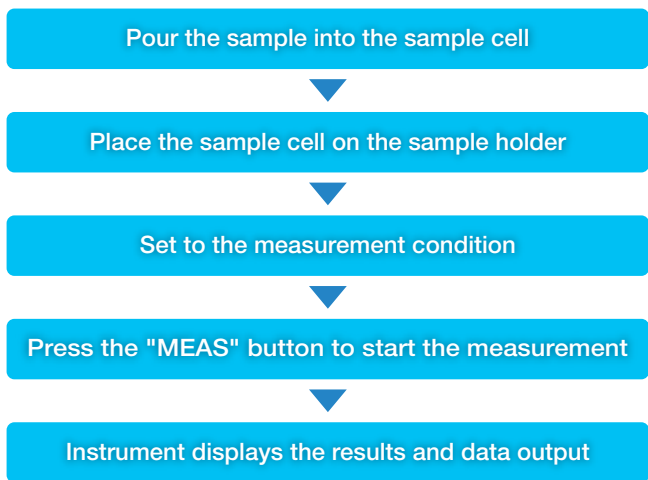 Pour the sample into the sample cell
Place the sample cell on the sample holder
Set to the measurement condition
Press the "MEAS" button to start the measurement
Instrument displays the results and data output